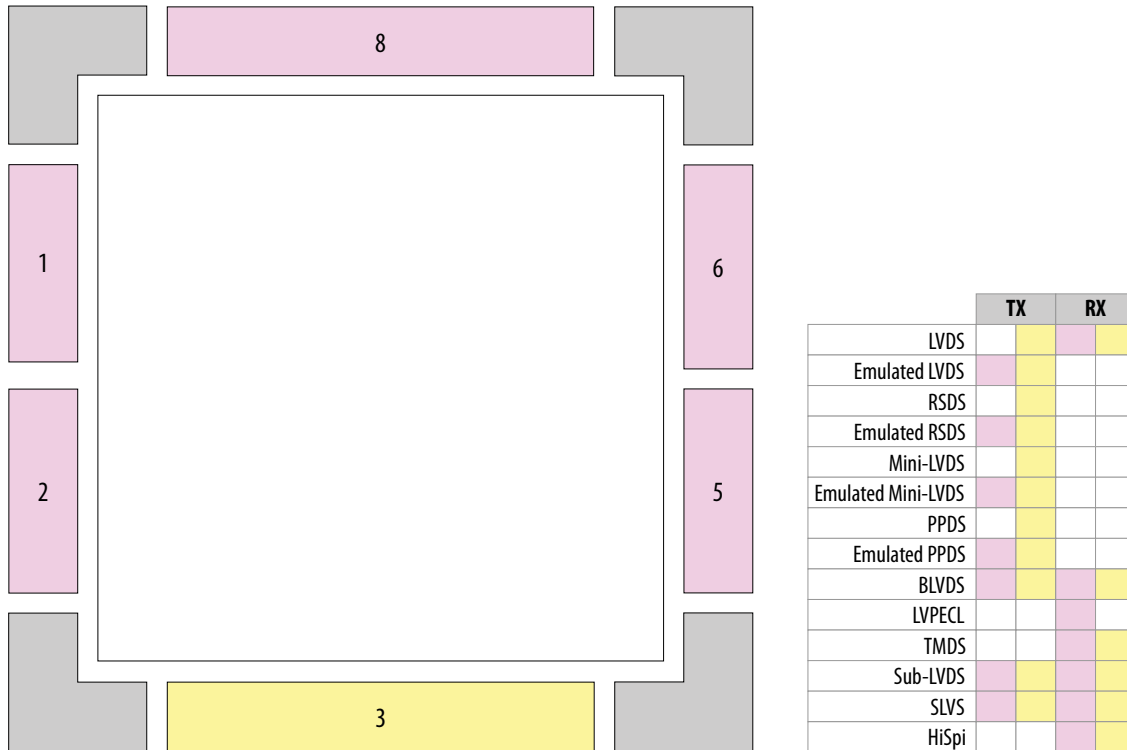 8
1
6
2
5
3
TX RX
LVDS
Emulated LVDS
RSDS
Emulated RSDS
Mini-LVDS
Emulated Mini-LVDS
PPDS
Emulated PPDS
BLVDS
LVPECL
TMDS
Sub-LVDS
SLVS
HiSpi